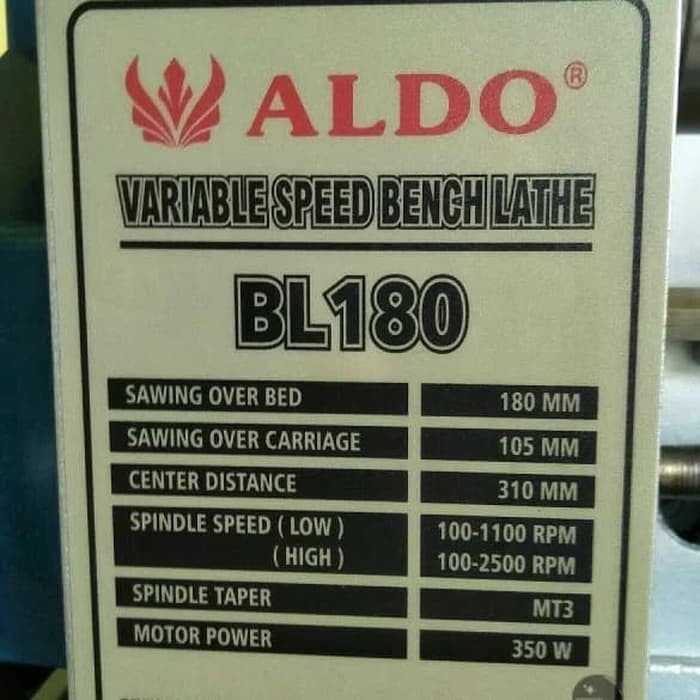 ALDO®
VARIABLE SPEED BENCH LATHE
BL180
SAWING OVER BED 180 MM
SAWING OVER CARRIAGE 105 MM
CENTER DISTANCE 310 MM
SPINDLE SPEED ( LOW ) 100-1100 RPM
( HIGH ) 100-2500 RPM
SPINDLE TAPER MT3
MOTOR POWER 350 W